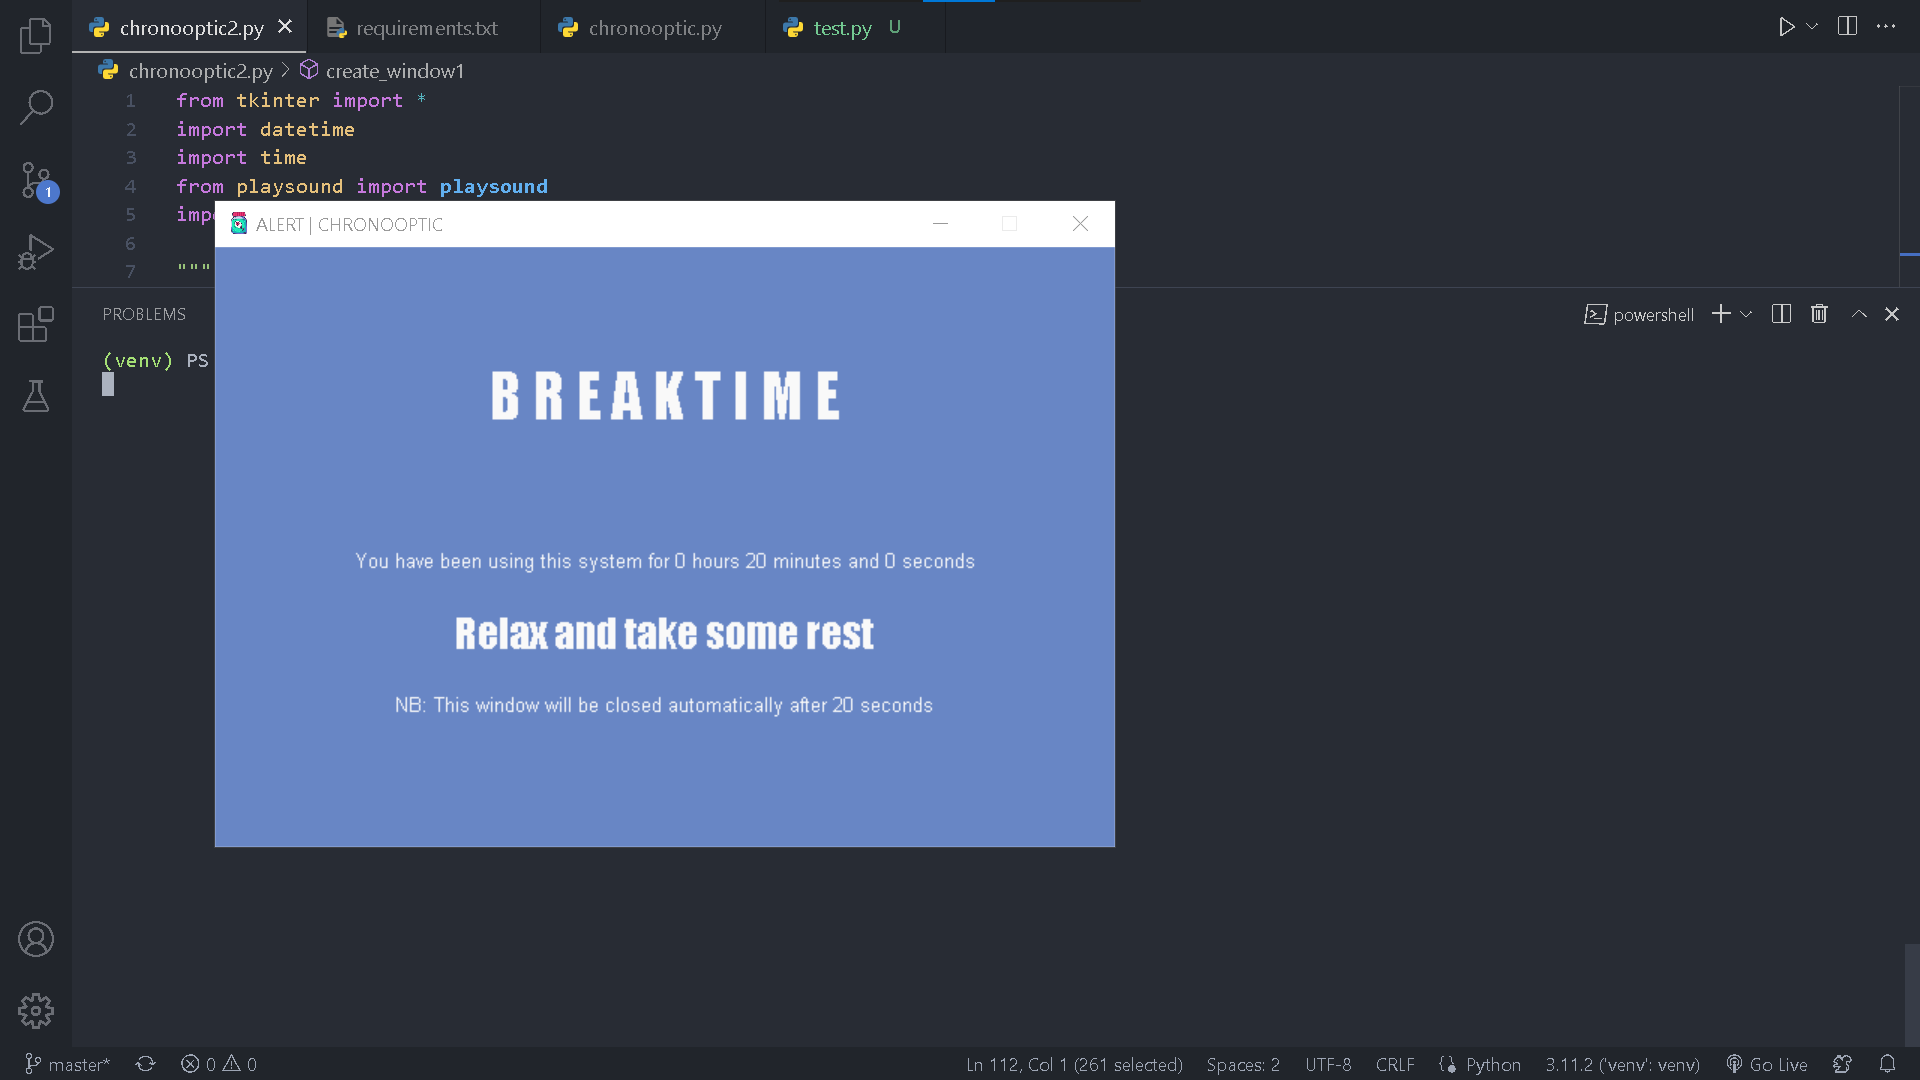 chronooptic2.py
requirements.txt
chronooptic.py
test.py U
chronooptic2.py > create_window1
1 from tkinter import *
2 import datetime
3 import time
4 from playsound import playsound
5 imp
6
7 """
ALERT | CHRONOOPTIC
PROBLEMS
powershell
(venv) PS
BREAKTIME
You have been using this system for 0 hours 20 minutes and 0 seconds
Relax and take some rest
NB: This window will be closed automatically after 20 seconds
1
master* 0 0 Ln 112, Col 1 (261 selected) Spaces: 2 UTF-8 CRLF Python 3.11.2 ('venv': venv) Go Live